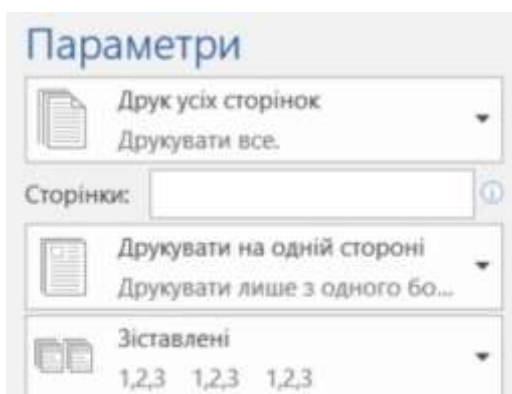 Параметри
Друк усіх сторінок
Друкувати все.
Сторінки:
Друкувати на одній стороні
Друкувати лише з одного бо...
Зіставлені
1,2,3 1,2,3 1,2,3